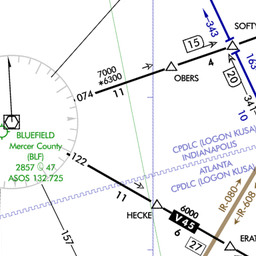 343
SOFTY
15
4
20
163
7000
*6300
OBERS
074
11
341
10
BLUEFIELD
Mercer County
(BLF)
2857 Q 47
ASOS 132.725
CPDLC (LOGON KUSA)
INDIANAPOLIS
ATLANTA
CPDLC (LOGON KUSA)
122
11
HECKE
6000
V45
6
27
IR-080
IR-608
ERAT
157